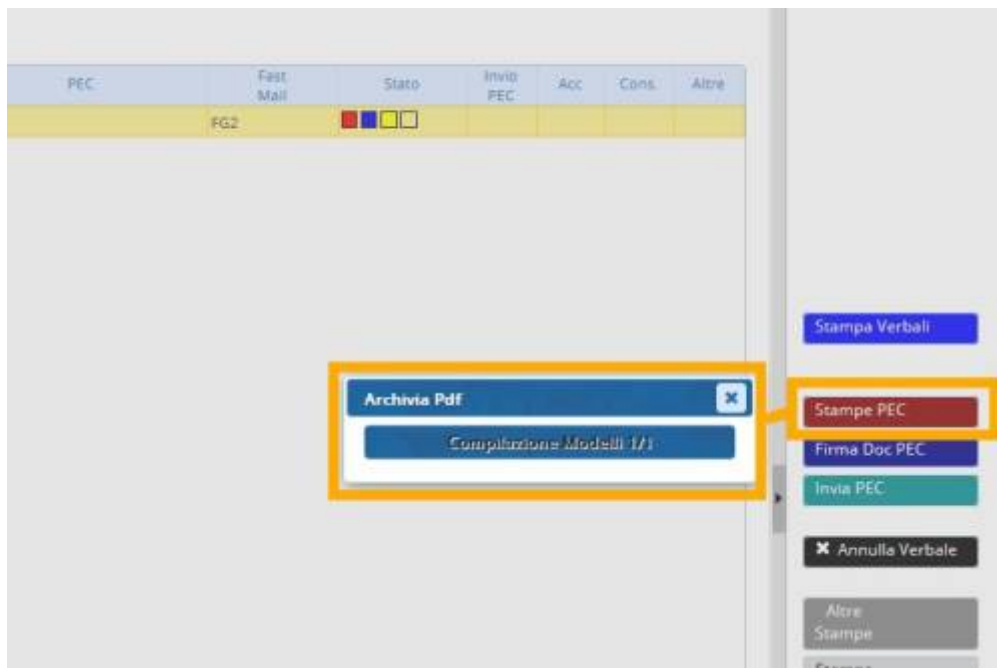 PEC
Fast
Mail
Stato
Invio
PEC
Acc
Cons.
Altre
FG2
Stampa Verbali
Archivia Pdf
Stampe PEC
Compilazione Modelli 1/1
Firma Doc PEC
Invia PEC
Annulla Verbale
Altre
Stampe